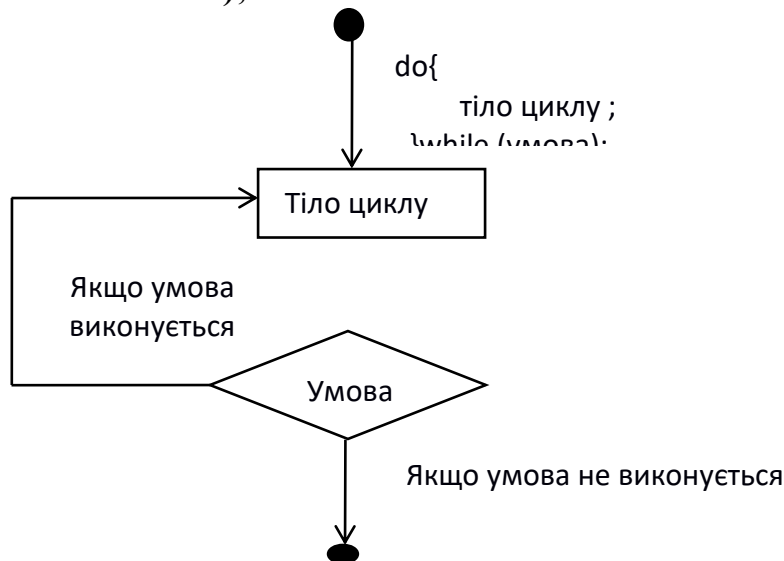 do{
тіло циклу ;
}while (умова);
Тіло циклу
Якщо умова
виконується
Умова
Якщо умова не виконується